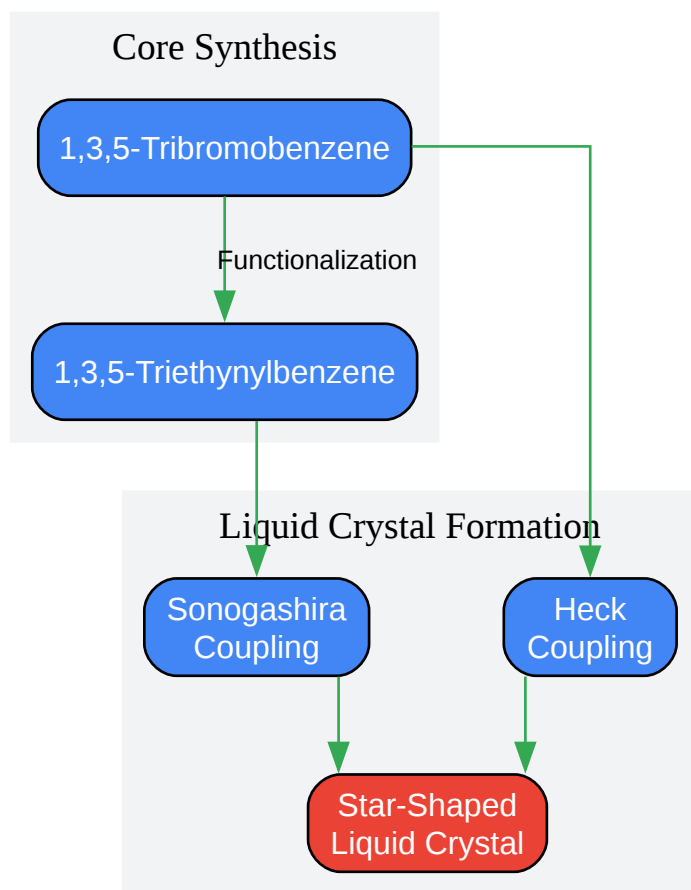 Core Synthesis
1,3,5-Tribromobenzene
Functionalization
1,3,5-Triethynylbenzene
Liquid Crystal Formation
Sonogashira
Coupling
Heck
Coupling
Star-Shaped
Liquid Crystal